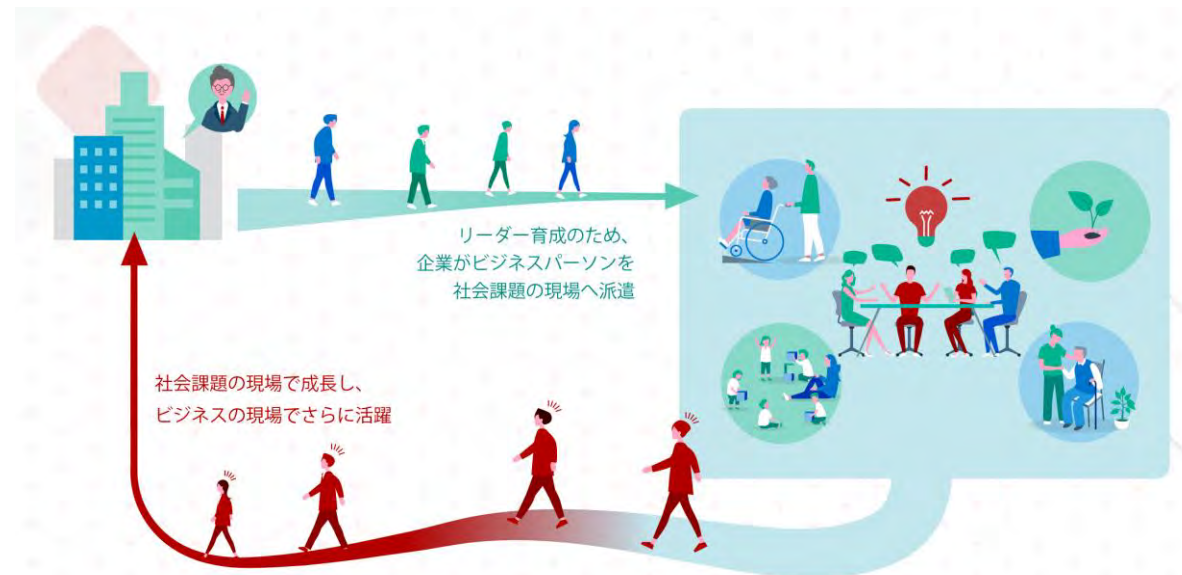 リーダー育成のため、
企業がビジネスパーソンを
社会課題の現場へ派遣
社会課題の現場で成長し、
ビジネスの現場でさらに活躍